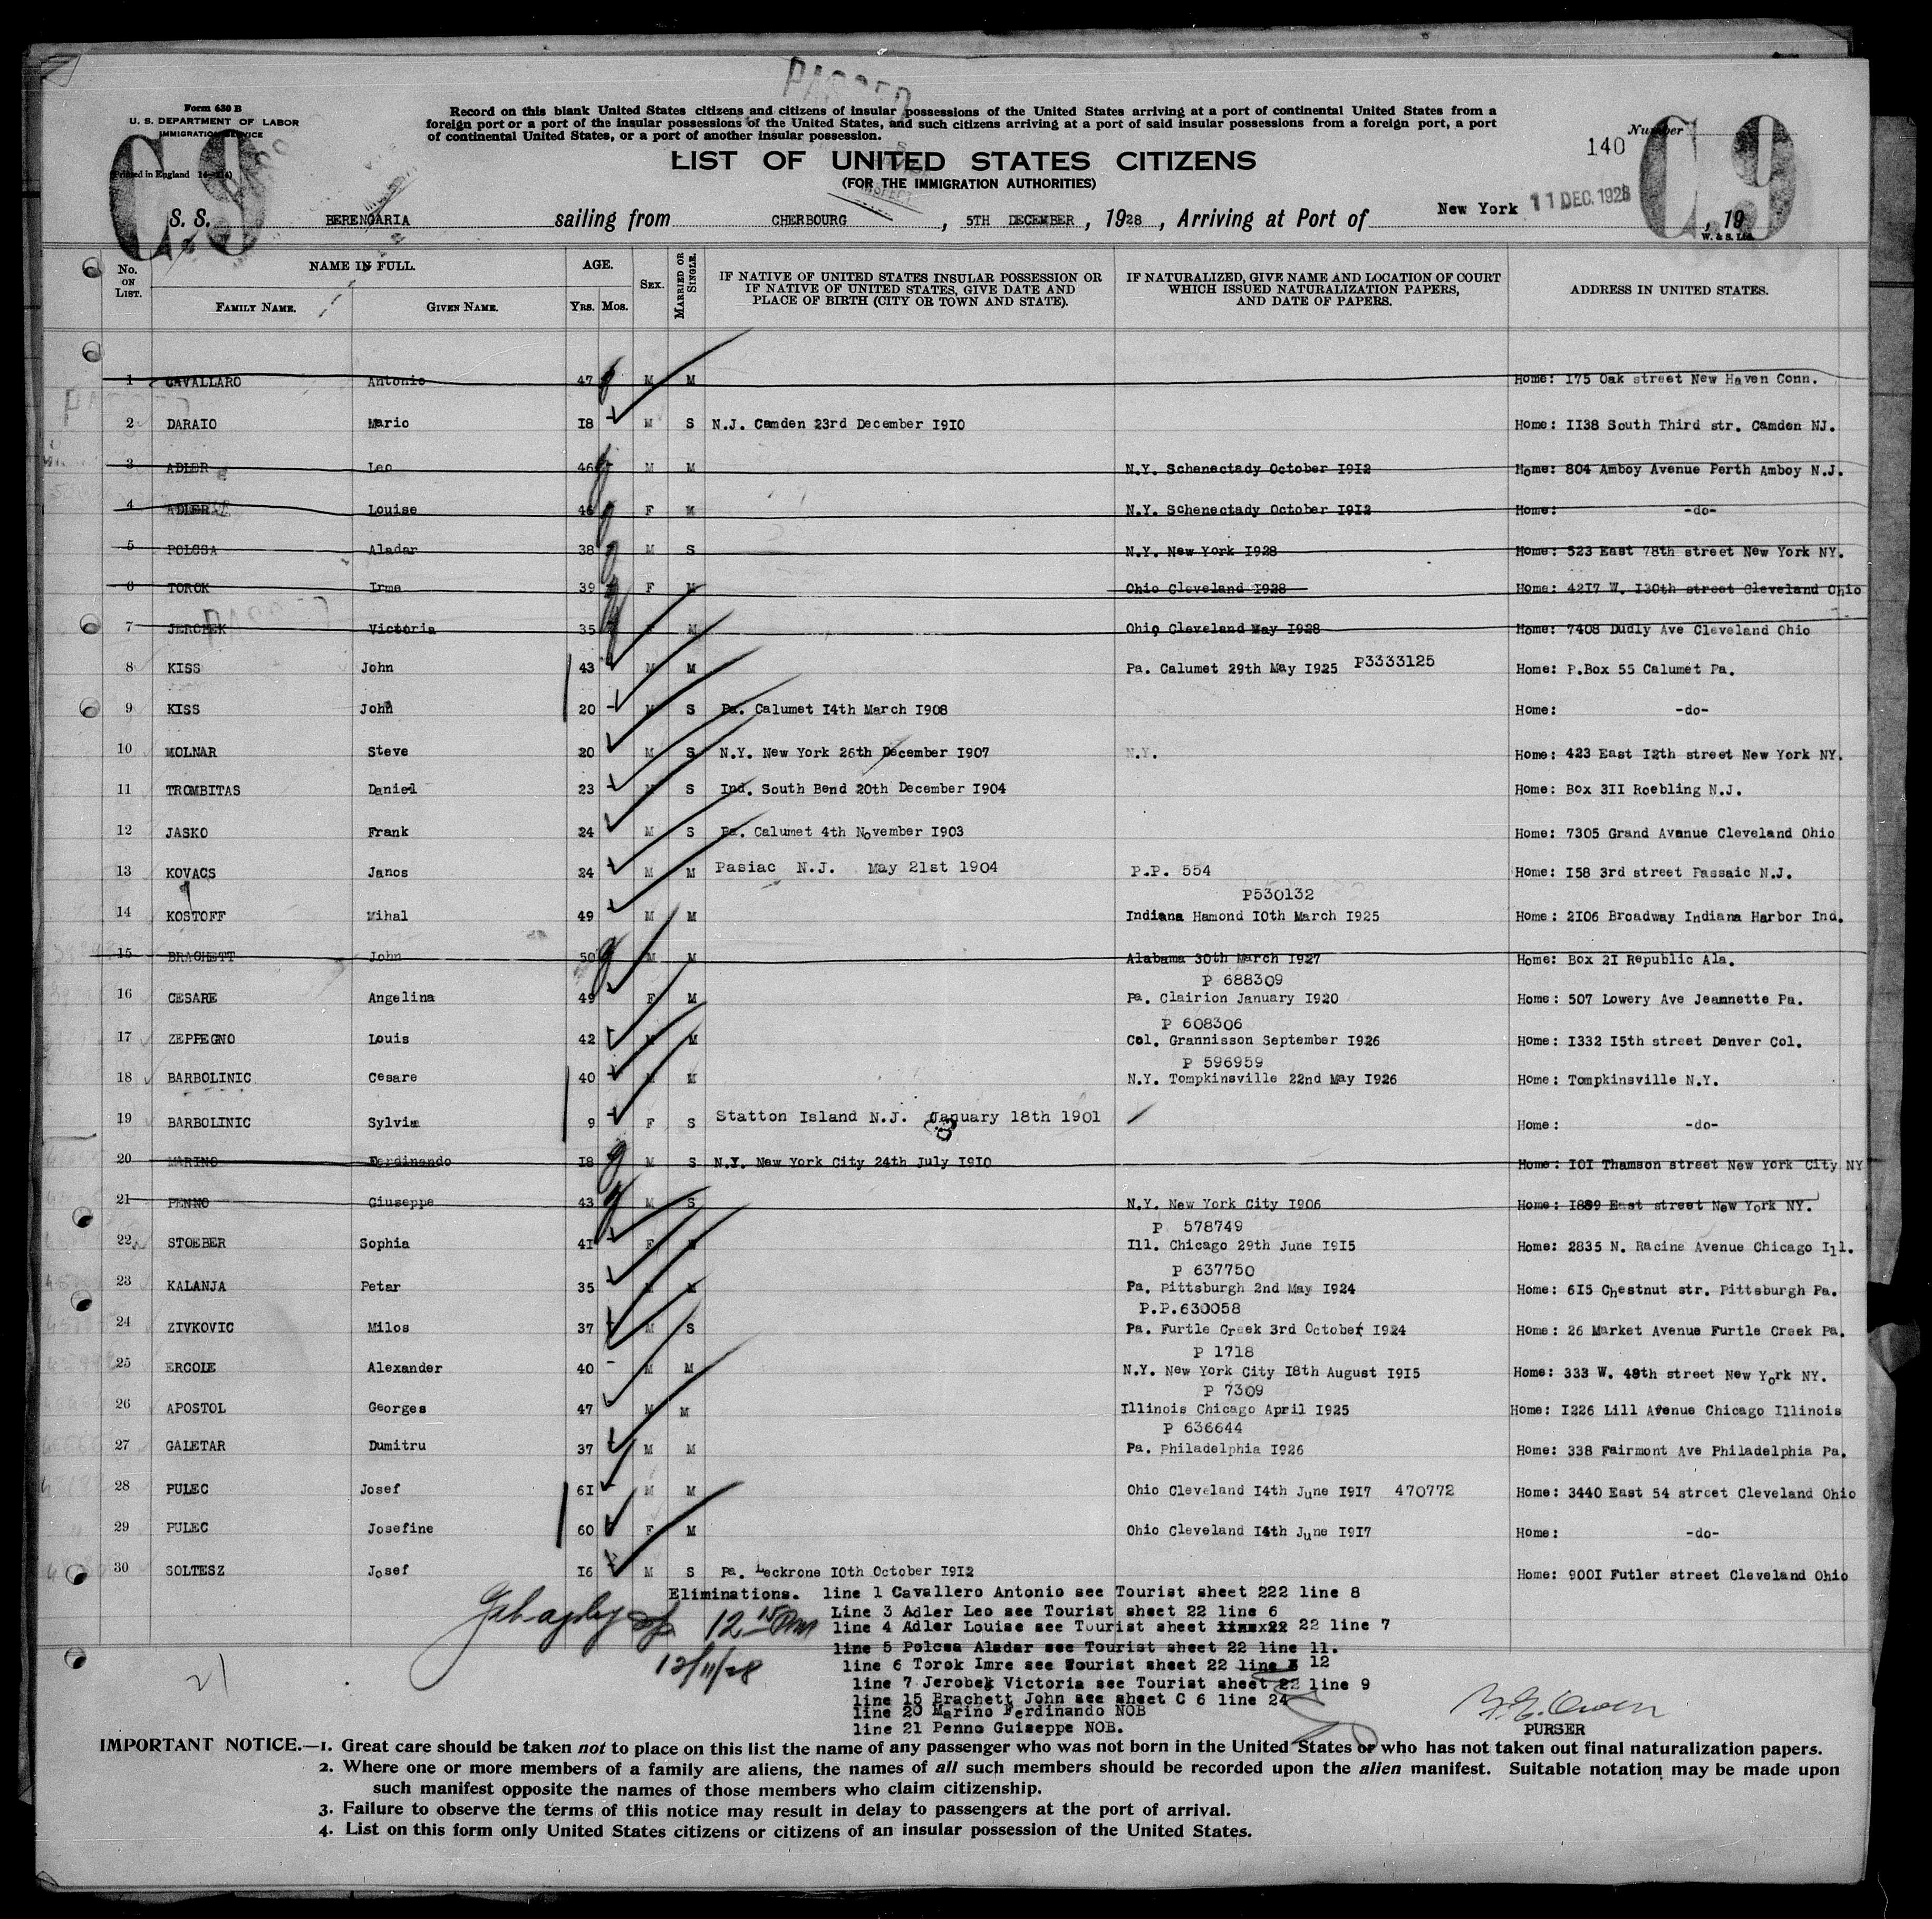 PASSED
Form 630 B
U. S. DEPARTMENT OF LABOR
IMMIGRATION SERVICE
(Printed in England
C9
Record on this blank United States citizens and citizens of insular possessions of the United States arriving at a port of continental United States from a
foreign port or a port of the insular possessions of the United States, and such citizens arriving at a port of said insular possessions from a foreign port, a port
of continental United States, or a port of another insular possession.
Number
140
C9
LIST OF UNITED STATES CITIZENS
(FOR THE IMMIGRATION AUTHORITIES)
S. S. BERENGARIA sailing from CHERBOURG, 5TH DECEMBER, 1928, Arriving at Port of New York 11 DEC. 1928, 19
W. & S. Ltd.
No. ON LIST. NAME IN FULL. FAMILY NAME. GIVEN NAME. AGE. YRS. MOS. SEX. MARRIED OR SINGLE. IF NATIVE OF UNITED STATES INSULAR POSSESSION OR IF NATIVE OF UNITED STATES, GIVE DATE AND PLACE OF BIRTH (CITY OR TOWN AND STATE). IF NATURALIZED, GIVE NAME AND LOCATION OF COURT WHICH ISSUED NATURALIZATION PAPERS, AND DATE OF PAPERS. ADDRESS IN UNITED STATES.
1 CAVALLARO Antonio 47 M M Home: 175 Oak street New Haven Conn.
2 DARAIO Mario 18 M S N.J. Camden 23rd December 1910 Home: 1138 South Third str. Camden NJ.
3 ADLER Leo 46 M M N.Y. Schenectady October 1912 Home: 804 Amboy Avenue Perth Amboy N.J.
4 ADLER Louise 46 F M N.Y. Schenectady October 1912 Home: -do-
5 POLCSA Aladar 38 M S N.Y. New York 1928 Home: 523 East 78th street New York NY.
6 TOROK Irma 39 F M Ohio Cleveland 1928 Home: 4217 W. 130th street Cleveland Ohio
7 JEROBEK Victoria 35 F M Ohio Cleveland May 1928 Home: 7408 Dudly Ave Cleveland Ohio
8 KISS John 43 M M Pa. Calumet 29th May 1925 P3333125 Home: P.Box 55 Calumet Pa.
9 KISS John 20 - M S Pa. Calumet 14th March 1908 Home: -do-
10 MOLNAR Steve 20 M S N.Y. New York 26th December 1907 N.Y. Home: 423 East 12th street New York NY.
11 TROMBITAS Daniel 23 M S Ind. South Bend 20th December 1904 Home: Box 311 Roebling N.J.
12 JASKO Frank 24 M S Pa. Calumet 4th November 1903 Home: 7305 Grand Avenue Cleveland Ohio
13 KOVACS Janos 24 M M Pasiac N.J. May 21st 1904 P.P. 554 Home: 158 3rd street Passaic N.J.
P530132
14 KOSTOFF Mihal 49 M M Indiana Hamond 10th March 1925 Home: 2106 Broadway Indiana Harbor Ind.
15 BRACHETT John 50 M M Alabama 30th March 1927 Home: Box 21 Republic Ala.
P 688309
16 CESARE Angelina 49 F M Pa. Clairion January 1920 Home: 507 Lowery Ave Jeannette Pa.
P 608306
17 ZEPPEGNO Louis 42 M M Col. Grannisson September 1926 Home: 1332 15th street Denver Col.
P 596959
18 BARBOLINIC Cesare 40 M M N.Y. Tompkinsville 22nd May 1926 Home: Tompkinsville N.Y.
19 BARBOLINIC Sylvia 9 F S Statton Island N.J. January 18th 1901 Home: -do-
20 MARINO Ferdinando 18 M S N.Y. New York City 24th July 1910 Home: 101 Thamson street New York City NY
21 PENNO Giuseppe 43 M S N.Y. New York City 1906 Home: 1889 East street New York NY.
P 578749
22 STOEBER Sophia 41 F M Ill. Chicago 29th June 1915 Home: 2835 N. Racine Avenue Chicago Ill.
P 637750
23 KALANJA Petar 35 M M Pa. Pittsburgh 2nd May 1924 Home: 615 Chestnut str. Pittsburgh Pa.
P.P.630058
24 ZIVKOVIC Milos 37 M S Pa. Furtle Creek 3rd October 1924 Home: 26 Market Avenue Furtle Creek Pa.
P 1718
25 ERCOLE Alexander 40 - M M N.Y. New York City 18th August 1915 Home: 333 W. 48th street New York NY.
P 7309
26 APOSTOL Georges 47 M M Illinois Chicago April 1925 Home: 1226 Lill Avenue Chicago Illinois
P 636644
27 GALETAR Dumitru 37 M M Pa. Philadelphia 1926 Home: 338 Fairmont Ave Philadelphia Pa.
28 PULEC Josef 61 M M Ohio Cleveland 14th June 1917 470772 Home: 3440 East 54 street Cleveland Ohio
29 PULEC Josefine 60 F M Ohio Cleveland 14th June 1917 Home: -do-
30 SOLTESZ Josef 16 M S Pa. Leckrone 10th October 1912 Home: 9001 Futler street Cleveland Ohio
Eliminations. line 1 Cavallero Antonio see Tourist sheet 222 line 8
Line 3 Adler Leo see Tourist sheet 22 line 6
line 4 Adler Louise see Tourist sheet 22 line 7
line 5 Polcsa Aladar see Tourist sheet 22 line 11.
line 6 Torok Imre see Tourist sheet 22 line 12
line 7 Jerobek Victoria see Tourist sheet 22 line 9
line 15 Brachett John see sheet C 6 line 24
line 20 Marino Ferdinando NOB
line 21 Penno Guiseppe NOB.
12 15 Pm
12/11/28
21
PURSER
IMPORTANT NOTICE.—1. Great care should be taken not to place on this list the name of any passenger who was not born in the United States or who has not taken out final naturalization papers.
2. Where one or more members of a family are aliens, the names of all such members should be recorded upon the alien manifest. Suitable notation may be made upon
such manifest opposite the names of those members who claim citizenship.
3. Failure to observe the terms of this notice may result in delay to passengers at the port of arrival.
4. List on this form only United States citizens or citizens of an insular possession of the United States.